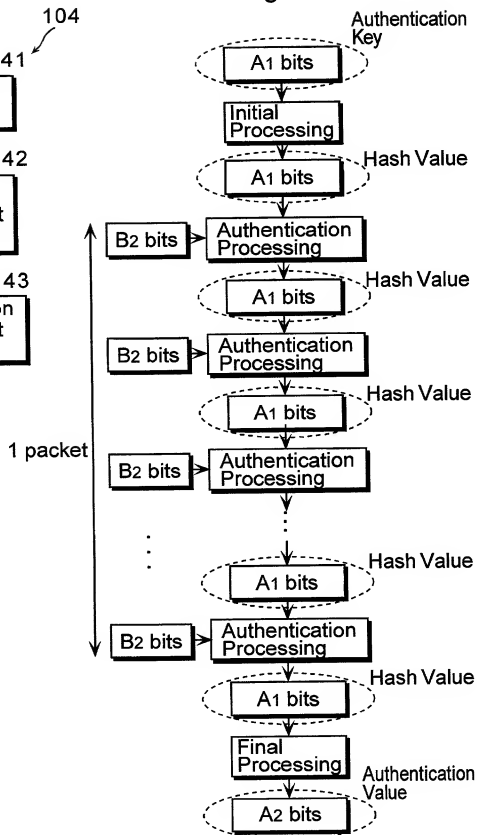 104
Authentication
Key
41
A1 bits
Initial
Processing
Hash Value
A1 bits
42
t
B2 bits
Authentication
Processing
43
on
t
Hash Value
A1 bits
B2 bits
Authentication
Processing
Hash Value
A1 bits
1 packet
B2 bits
Authentication
Processing
Hash Value
A1 bits
B2 bits
Authentication
Processing
Hash Value
A1 bits
Final
Processing
Authentication
Value
A2 bits